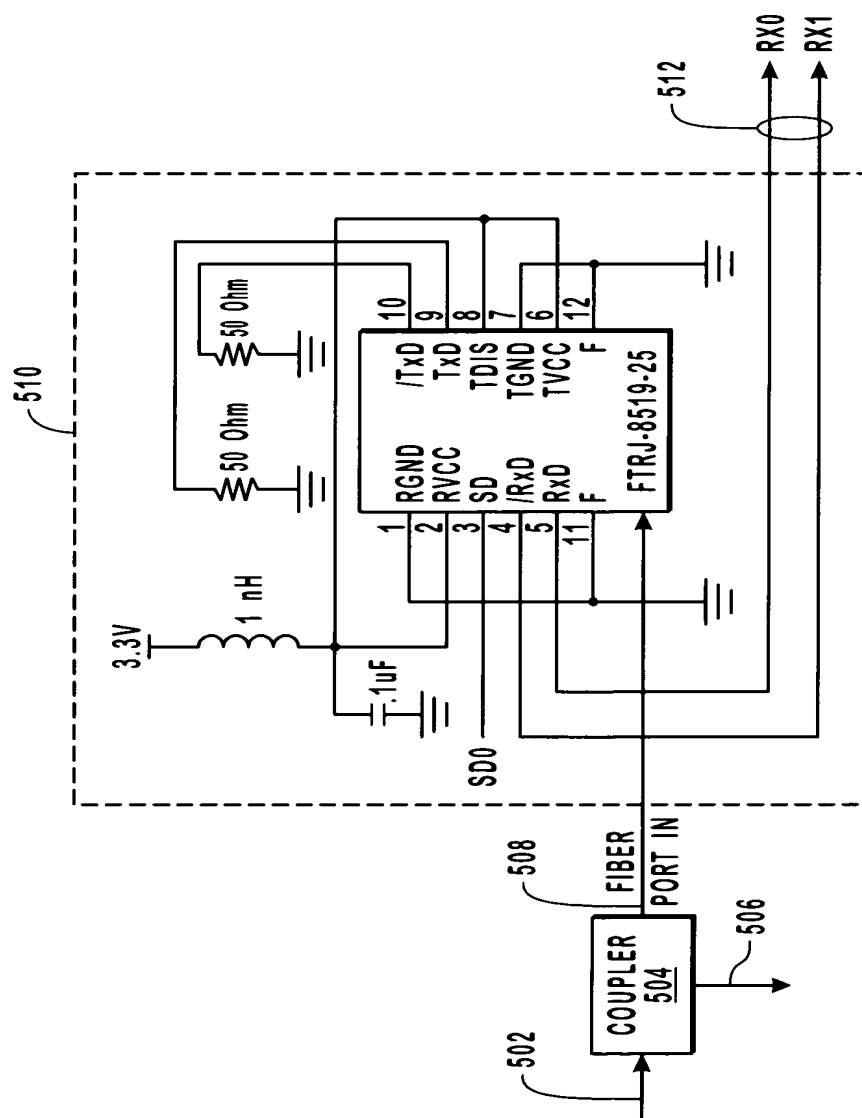 510
512
3.3V
1 nH
.1uF
50 Ohm
50 Ohm
SD0
1 RGND
2 RVCC
3 SD
4 /RxD
5 RxD
11 F
/TxD 10
TxD 9
TDIS 8
TGND 7
TVCC 6
F 12
FTRJ-8519-25
RX0
RX1
502
COUPLER
504
506
508
FIBER
PORT IN